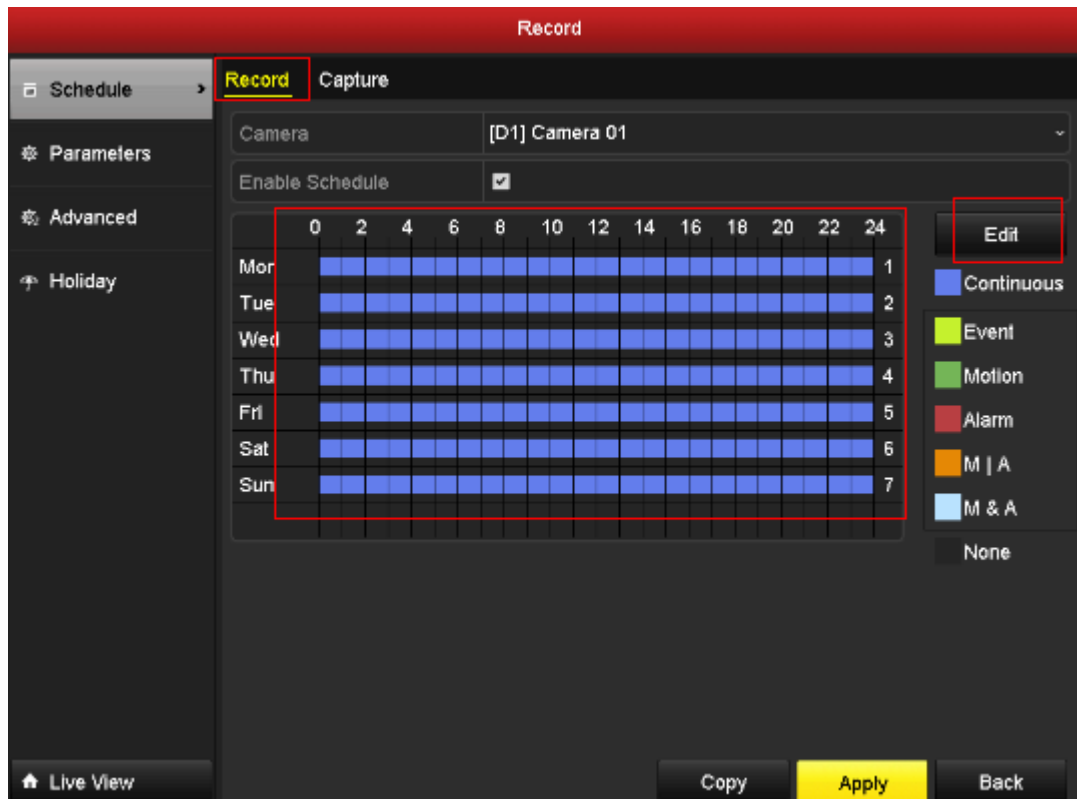 Record
Schedule
Parameters
Advanced
Holiday
Live View
Record Capture
Camera [D1] Camera 01
Enable Schedule
0 2 4 6 8 10 12 14 16 18 20 22 24
Mon 1
Tue 2
Wed 3
Thu 4
Fri 5
Sat 6
Sun 7
Edit
Continuous
Event
Motion
Alarm
M | A
M & A
None
Copy Apply Back